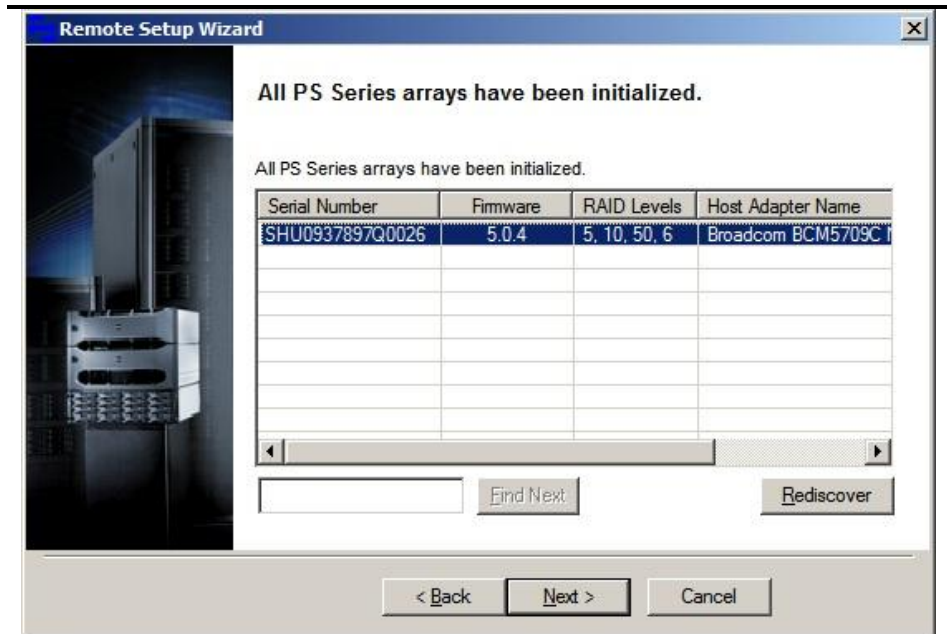 Remote Setup Wizard
All PS Series arrays have been initialized.
All PS Series arrays have been initialized.
Serial Number Firmware RAID Levels Host Adapter Name
SHU0937897Q0026 5.0.4 5, 10, 50, 6 Broadcom BCM5709C
Find Next Rediscover
< Back Next > Cancel